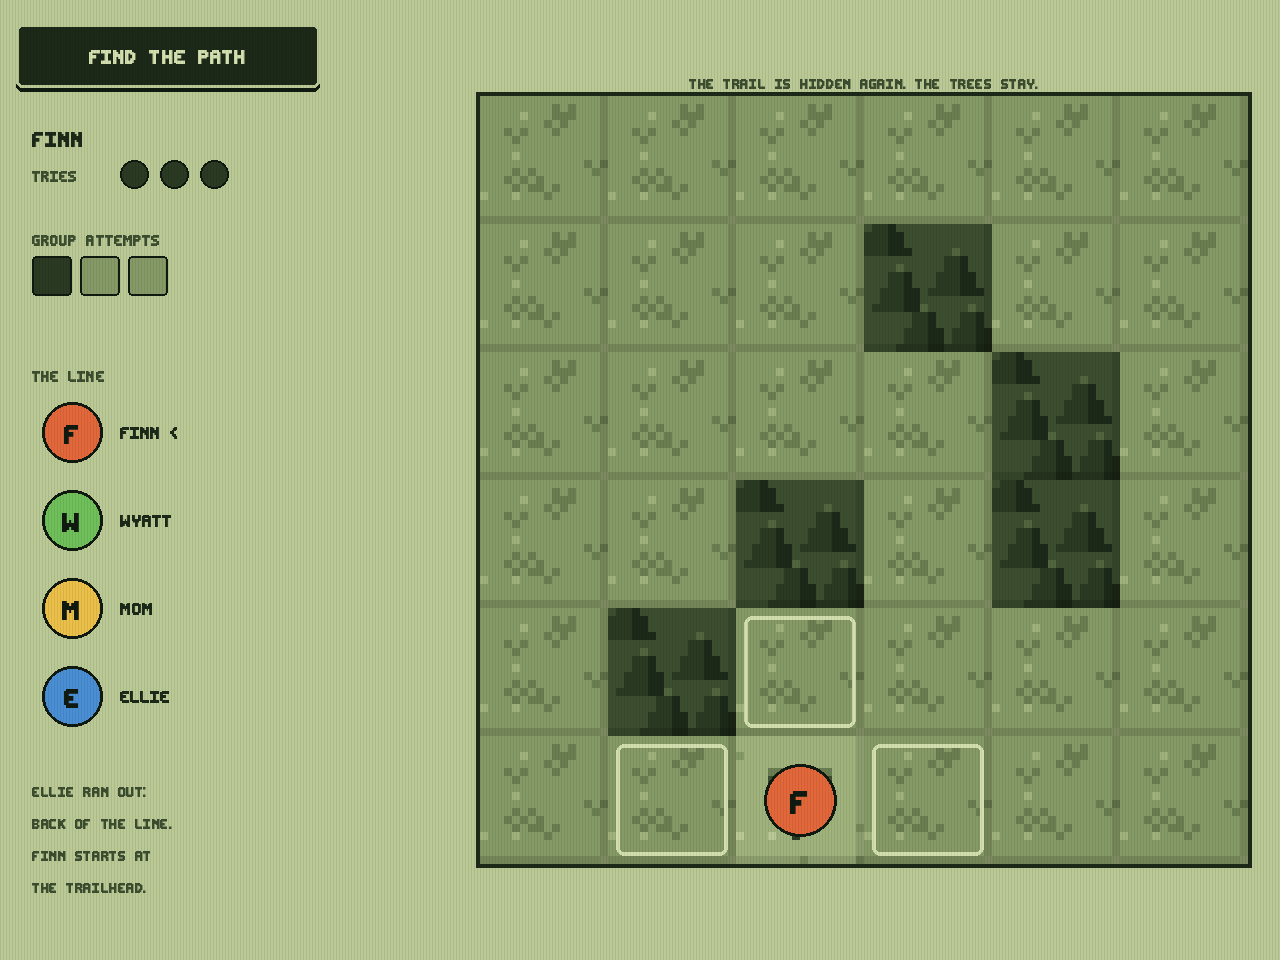 FIND THE PATH
THE TRAIL IS HIDDEN AGAIN. THE TREES STAY.
FINN
TRIES
GROUP ATTEMPTS
THE LINE
F FINN <
W WYATT
M MOM
E ELLIE
F
ELLIE RAN OUT:
BACK OF THE LINE.
FINN STARTS AT
THE TRAILHEAD.